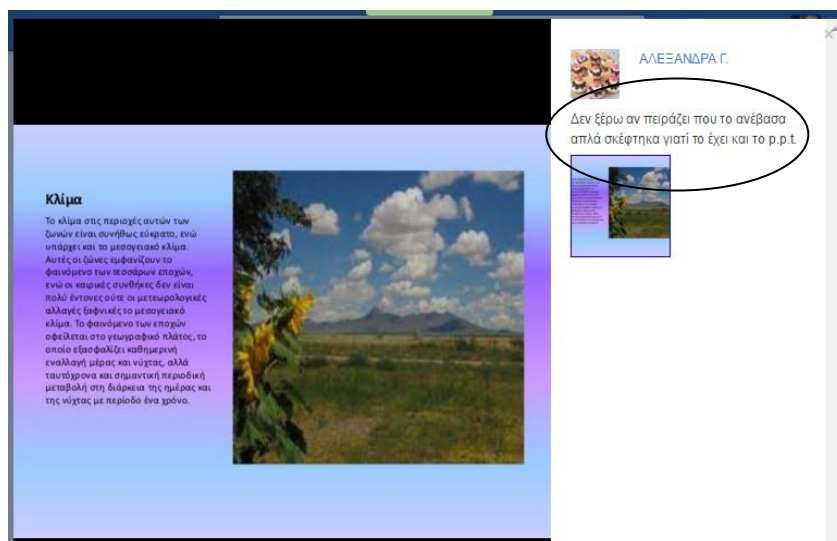 Κλίμα
Το κλίμα στις περιοχές αυτών των
ζωνών είναι συνήθως εύκρατο, ενώ
υπάρχει και το μεσογειακό κλίμα.
Αυτές οι ζώνες εμφανίζουν το
φαινόμενο των τεσσάρων εποχών,
ενώ οι καιρικές συνθήκες δεν είναι
πολύ έντονες ούτε οι μετεωρολογικές
αλλαγές ξαφνικές το μεσογειακό
κλίμα. Το φαινόμενο των εποχών
οφείλεται στο γεωγραφικό πλάτος, το
οποίο εξασφαλίζει καθημερινή
εναλλαγή μέρας και νύχτας, αλλά
ταυτόχρονα και σημαντική περιοδική
μεταβολή στη διάρκεια της ημέρας και
της νύχτας με περίοδο ένα χρόνο.
ΑΛΕΞΑΝΔΡΑ Γ.
Δεν ξέρω αν πειράζει που το ανέβασα
απλά σκέφτηκα γιατί το έχει και το p.p.t.